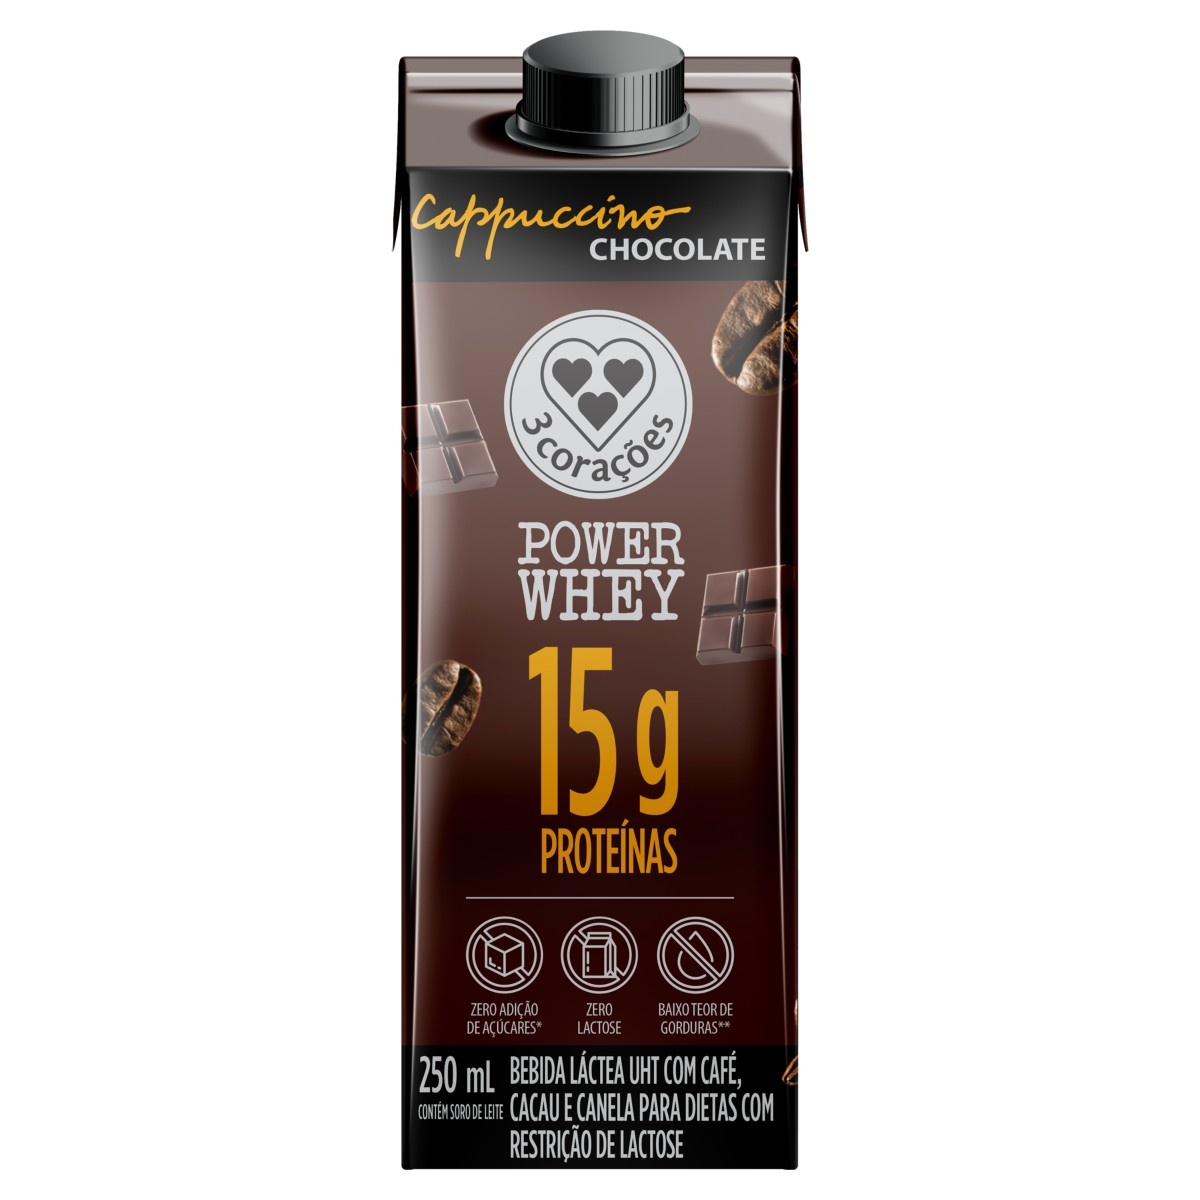 Cappuccino
CHOCOLATE
3 corações
POWER
WHEY
15 g
PROTEÍNAS
ZERO ADIÇÃO
DE AÇÚCARES*
ZERO
LACTOSE
BAIXO TEOR DE
GORDURAS**
250 mL
CONTÉM SORO DE LEITE
BEBIDA LÁCTEA UHT COM CAFÉ,
CACAU E CANELA PARA DIETAS COM
RESTRIÇÃO DE LACTOSE